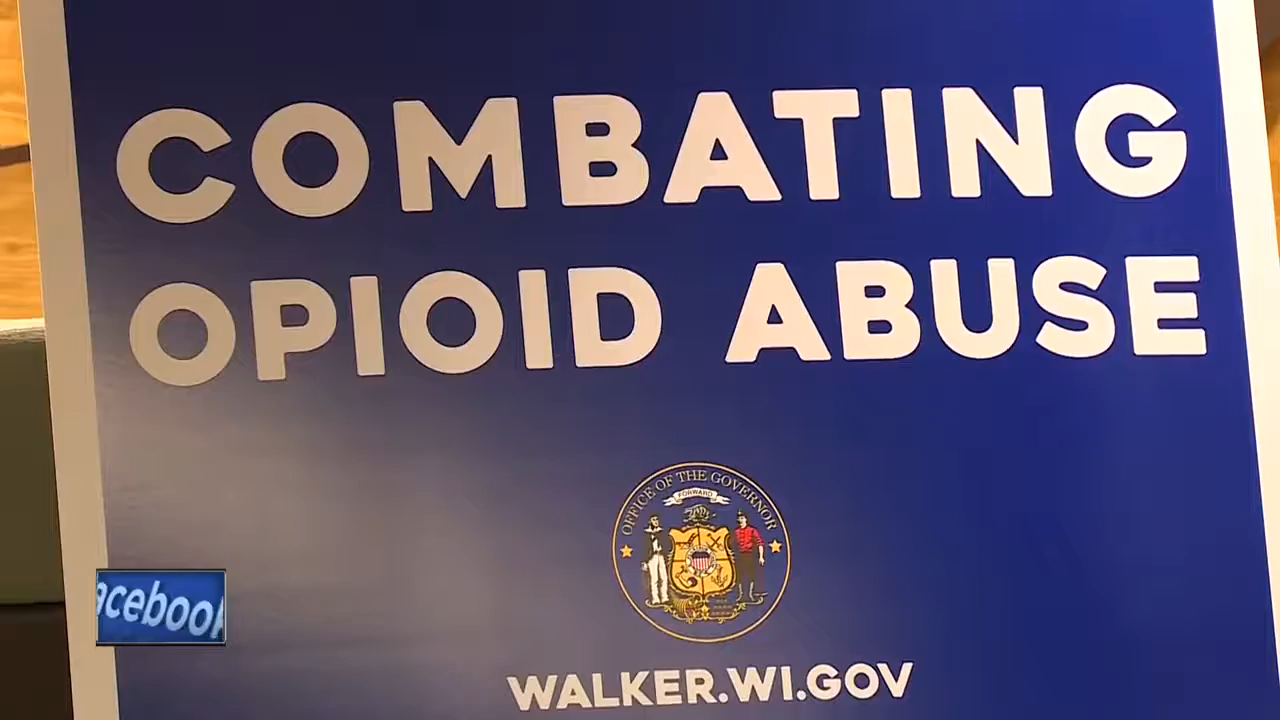 COMBATING
OPIOID ABUSE
OFFICE OF THE GOVERNOR
FORWARD
acebook
WALKER.WI.GOV